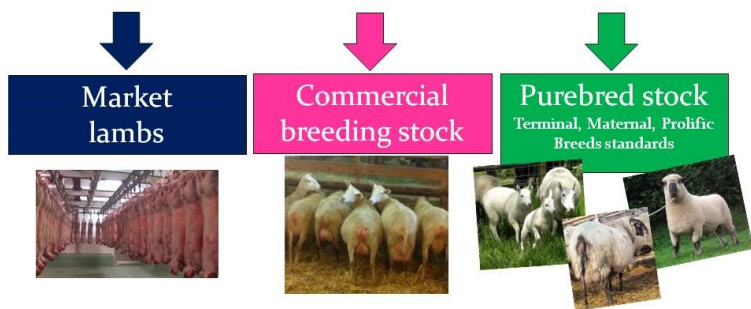 Market
lambs
Commercial
breeding stock
Purebred stock
Terminal, Maternal, Prolific
Breeds standards